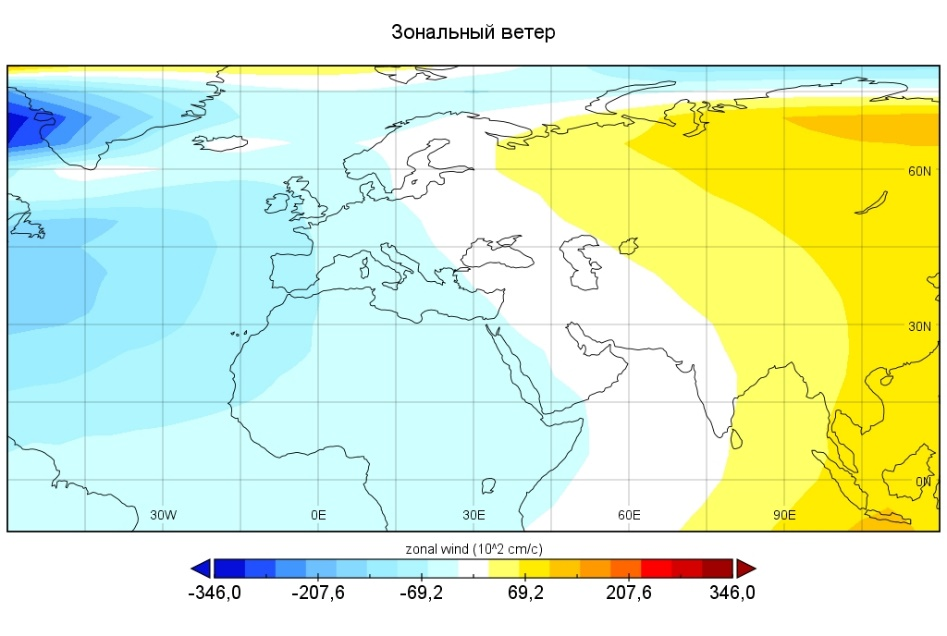 Зональный ветер
60N
30N
0N
30W 0E 30E 60E 90E
zonal wind (10^2 cm/c)
-346,0 -207,6 -69,2 69,2 207,6 346,0